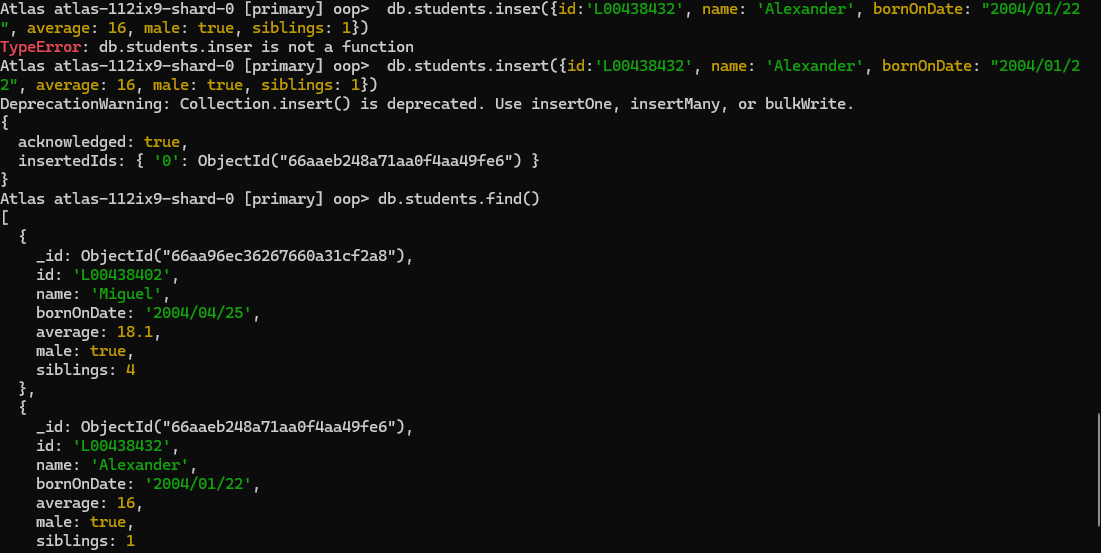 Atlas atlas-112ix9-shard-0 [primary] oop>  db.students.inser({id:'L00438432', name: 'Alexander', bornOnDate: "2004/01/22
", average: 16, male: true, siblings: 1})
TypeError: db.students.inser is not a function
Atlas atlas-112ix9-shard-0 [primary] oop>  db.students.insert({id:'L00438432', name: 'Alexander', bornOnDate: "2004/01/2
2", average: 16, male: true, siblings: 1})
DeprecationWarning: Collection.insert() is deprecated. Use insertOne, insertMany, or bulkWrite.
{
  acknowledged: true,
  insertedIds: { '0': ObjectId("66aaeb248a71aa0f4aa49fe6") }
}
Atlas atlas-112ix9-shard-0 [primary] oop> db.students.find()
[
  {
    _id: ObjectId("66aa96ec36267660a31cf2a8"),
    id: 'L00438402',
    name: 'Miguel',
    bornOnDate: '2004/04/25',
    average: 18.1,
    male: true,
    siblings: 4
  },
  {
    _id: ObjectId("66aaeb248a71aa0f4aa49fe6"),
    id: 'L00438432',
    name: 'Alexander',
    bornOnDate: '2004/01/22',
    average: 16,
    male: true,
    siblings: 1